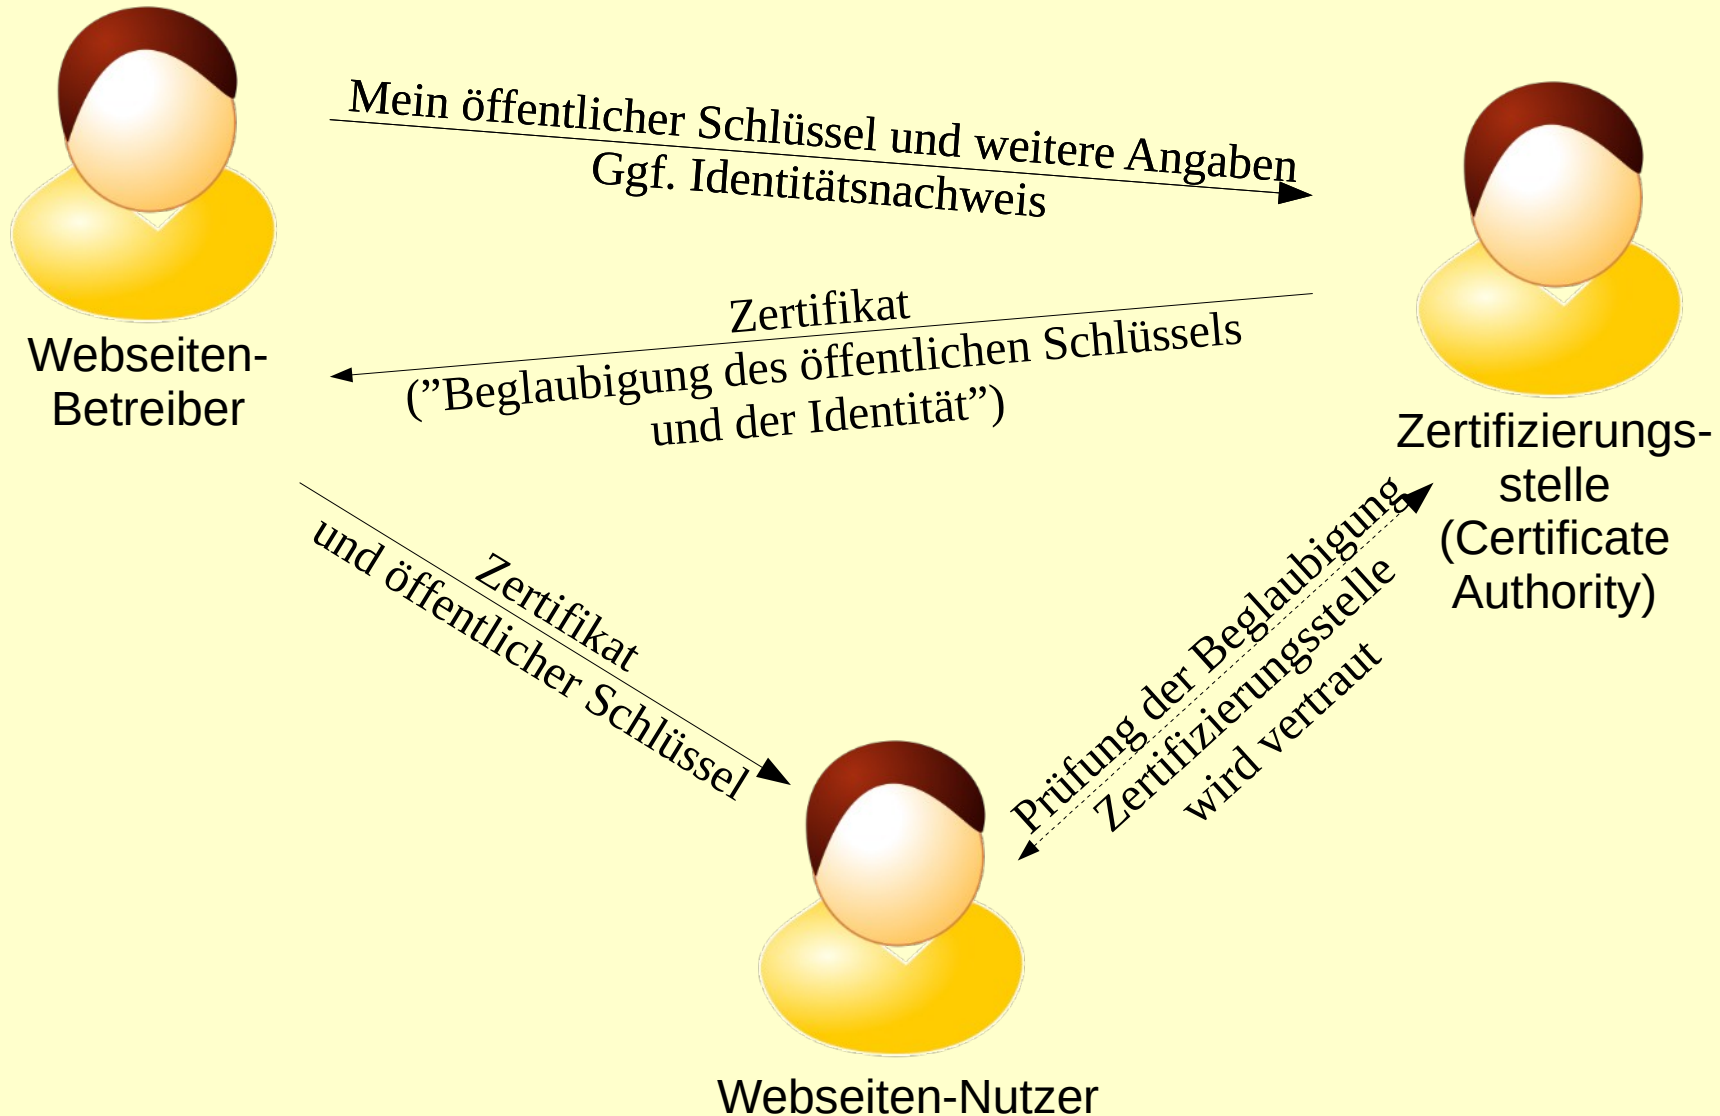 Mein öffentlicher Schlüssel und weitere Angaben
Ggf. Identitätsnachweis
Zertifikat
(”Beglaubigung des öffentlichen Schlüssels
und der Identität”)
Webseiten-
Betreiber
Zertifizierungs-
stelle
(Certificate
Authority)
Zertifikat
und öffentlicher Schlüssel
Prüfung der Beglaubigung
Zertifizierungsstelle
wird vertraut
Webseiten-Nutzer